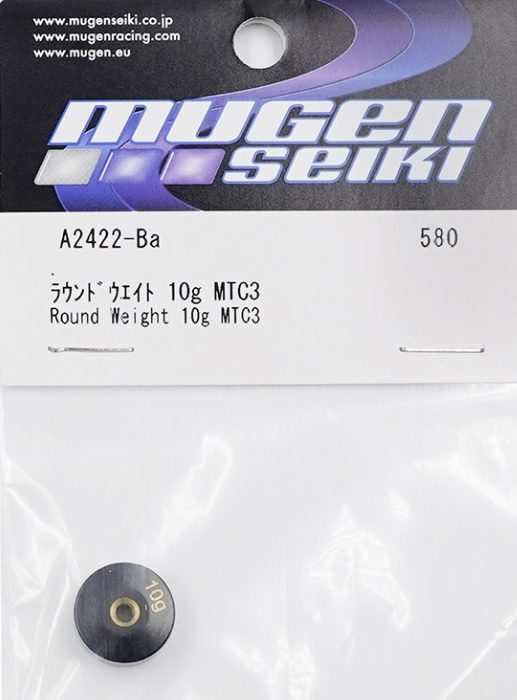 www.mugenseiki.co.jp
www.mugenracing.com
www.mugen.eu
mugen
seiki
A2422-Ba
580
ﾗｳﾝﾄﾞｳｴｲﾄ 10g MTC3
Round Weight 10g MTC3
10g